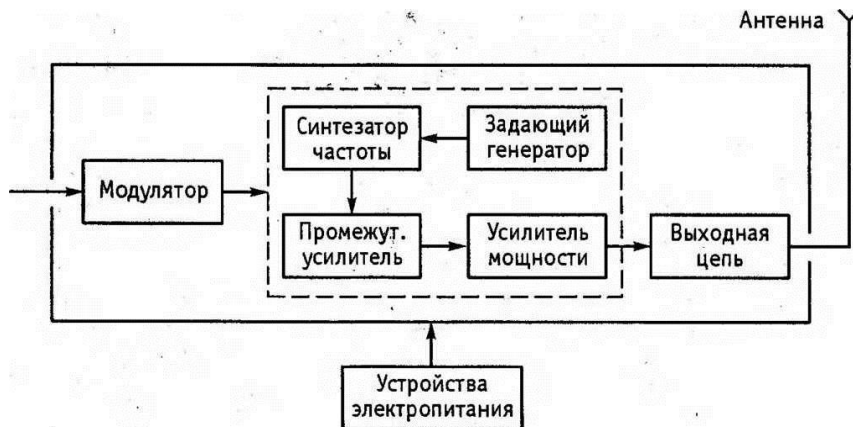 Антенна
Синтезатор
частоты
Задающий
генератор
Модулятор
Промежут.
усилитель
Усилитель
мощности
Выходная
цепь
Устройства
электропитания